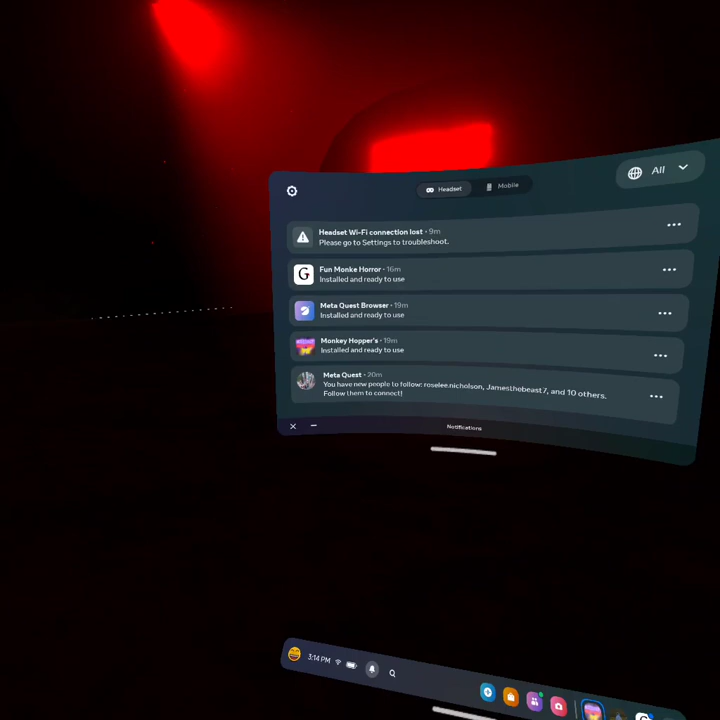 Headset
Mobile
All
Headset Wi-Fi connection lost • 9m
Please go to Settings to troubleshoot.
G
Fun Monke Horror • 16m
Installed and ready to use
Meta Quest Browser • 19m
Installed and ready to use
Monkey Hopper's • 19m
Installed and ready to use
Meta Quest • 20m
You have new people to follow: roselee.nicholson, Jamesthebeast7, and 10 others.
Follow them to connect!
Notifications
3:14 PM